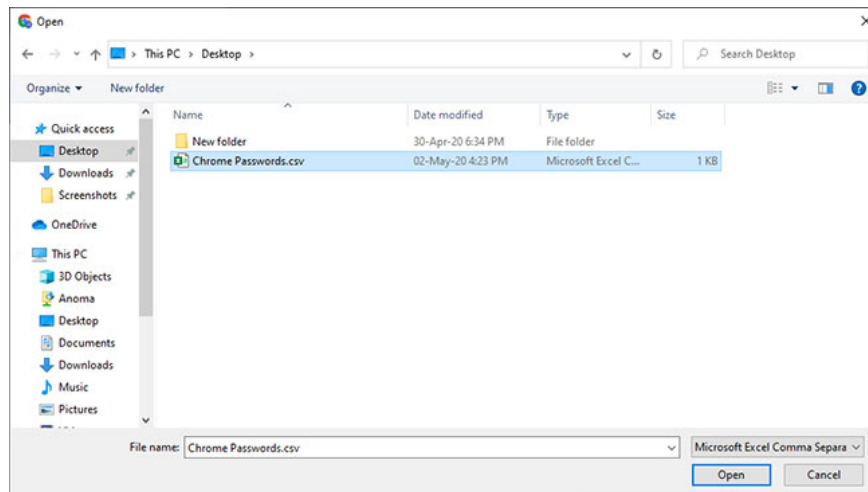 Open
This PC > Desktop >
Search Desktop
Organize New folder
Name Date modified Type Size
Quick access
Desktop
Downloads
Screenshots
OneDrive
This PC
3D Objects
Anoma
Desktop
Documents
Downloads
Music
Pictures
New folder 30-Apr-20 6:34 PM File folder
Chrome Passwords.csv 02-May-20 4:23 PM Microsoft Excel C... 1 KB
File name: Chrome Passwords.csv Microsoft Excel Comma Separa
Open Cancel